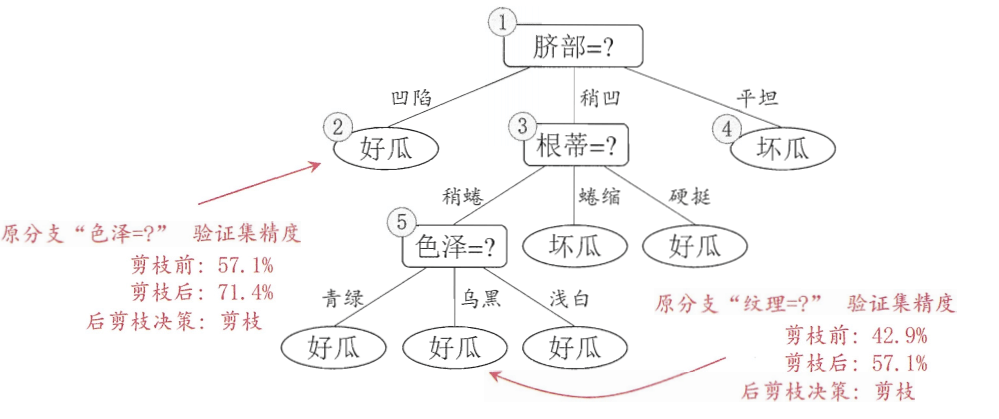 ① 脐部=?
凹陷
稍凹
平坦
② 好瓜
③ 根蒂=?
④ 坏瓜
稍蜷
蜷缩
硬挺
原分支“色泽=?” 验证集精度
剪枝前: 57.1%
剪枝后: 71.4%
后剪枝决策: 剪枝
⑤ 色泽=?
坏瓜
好瓜
青绿
乌黑
浅白
好瓜
好瓜
好瓜
原分支“纹理=?” 验证集精度
剪枝前: 42.9%
剪枝后: 57.1%
后剪枝决策: 剪枝